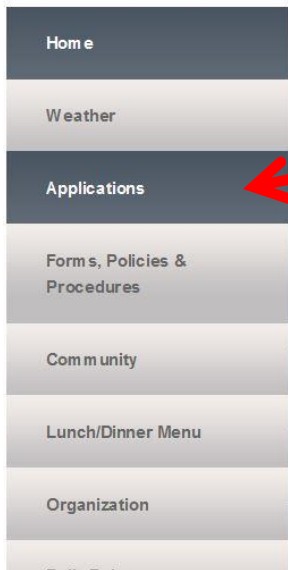 Home
Weather
Applications
Forms, Policies &
Procedures
Community
Lunch/Dinner Menu
Organization